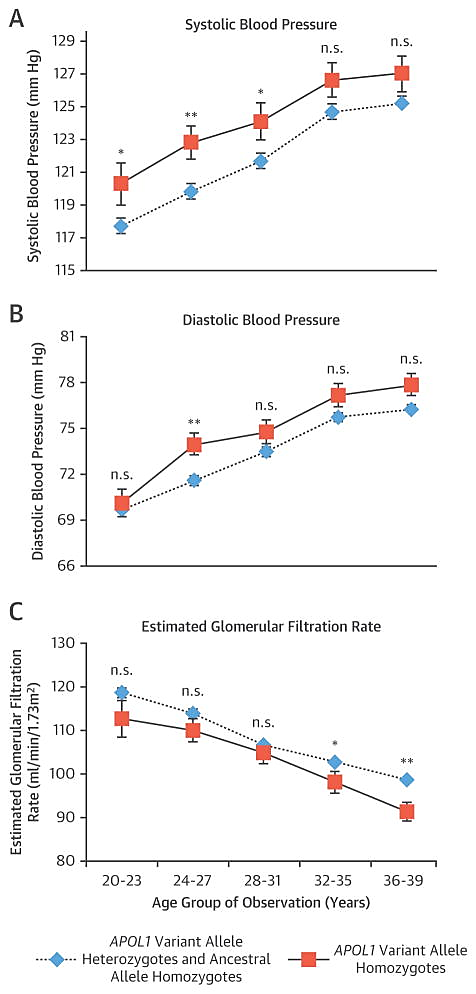 A
Systolic Blood Pressure
129
127
125
123
121
119
117
115
Systolic Blood Pressure (mm Hg)
*
**
*
n.s.
n.s.
B
Diastolic Blood Pressure
81
78
75
72
69
66
Diastolic Blood Pressure (mm Hg)
n.s.
**
n.s.
n.s.
n.s.
C
Estimated Glomerular Filtration Rate
130
120
110
100
90
80
Estimated Glomerular Filtration
Rate (ml/min/1.73m²)
n.s.
n.s.
n.s.
*
**
20-23 24-27 28-31 32-35 36-39
Age Group of Observation (Years)
APOL1 Variant Allele
Heterozygotes and Ancestral
Allele Homozygotes
APOL1 Variant Allele
Homozygotes